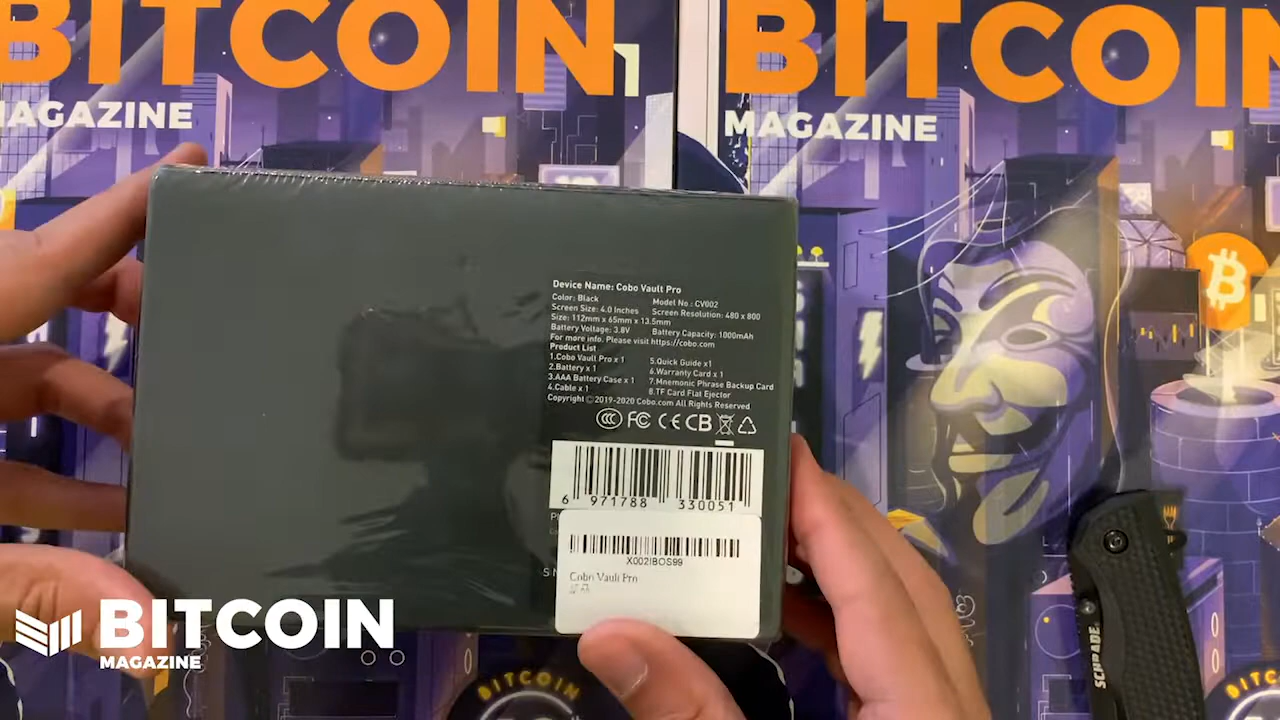 BITCOIN
MAGAZINE
BITCOIN
MAGAZINE
Device Name: Cobo Vault Pro
Color: Black Model No : CV002
Screen Size: 4.0 Inches Screen Resolution: 480 x 800
Size: 112mm x 65mm x 13.5mm
Battery Voltage: 3.8V Battery Capacity: 1000mAh
For more info. Please visit https://cobo.com
Product List
1.Cobo Vault Pro x 1 5.Quick Guide x1
2.Battery x 1 6.Warranty Card x 1
3.AAA Battery Case x 1 7.Mnemonic Phrase Backup Card
4.Cable x 1 8.TF Card Flat Ejector
Copyright ©2019-2020 Cobo.com All Rights Reserved
CCC FC CE CB
6 971788 330051
X002IBOS99
Cobo Vault Pro
SCHRADE
BITCOIN
MAGAZINE
BITCOIN